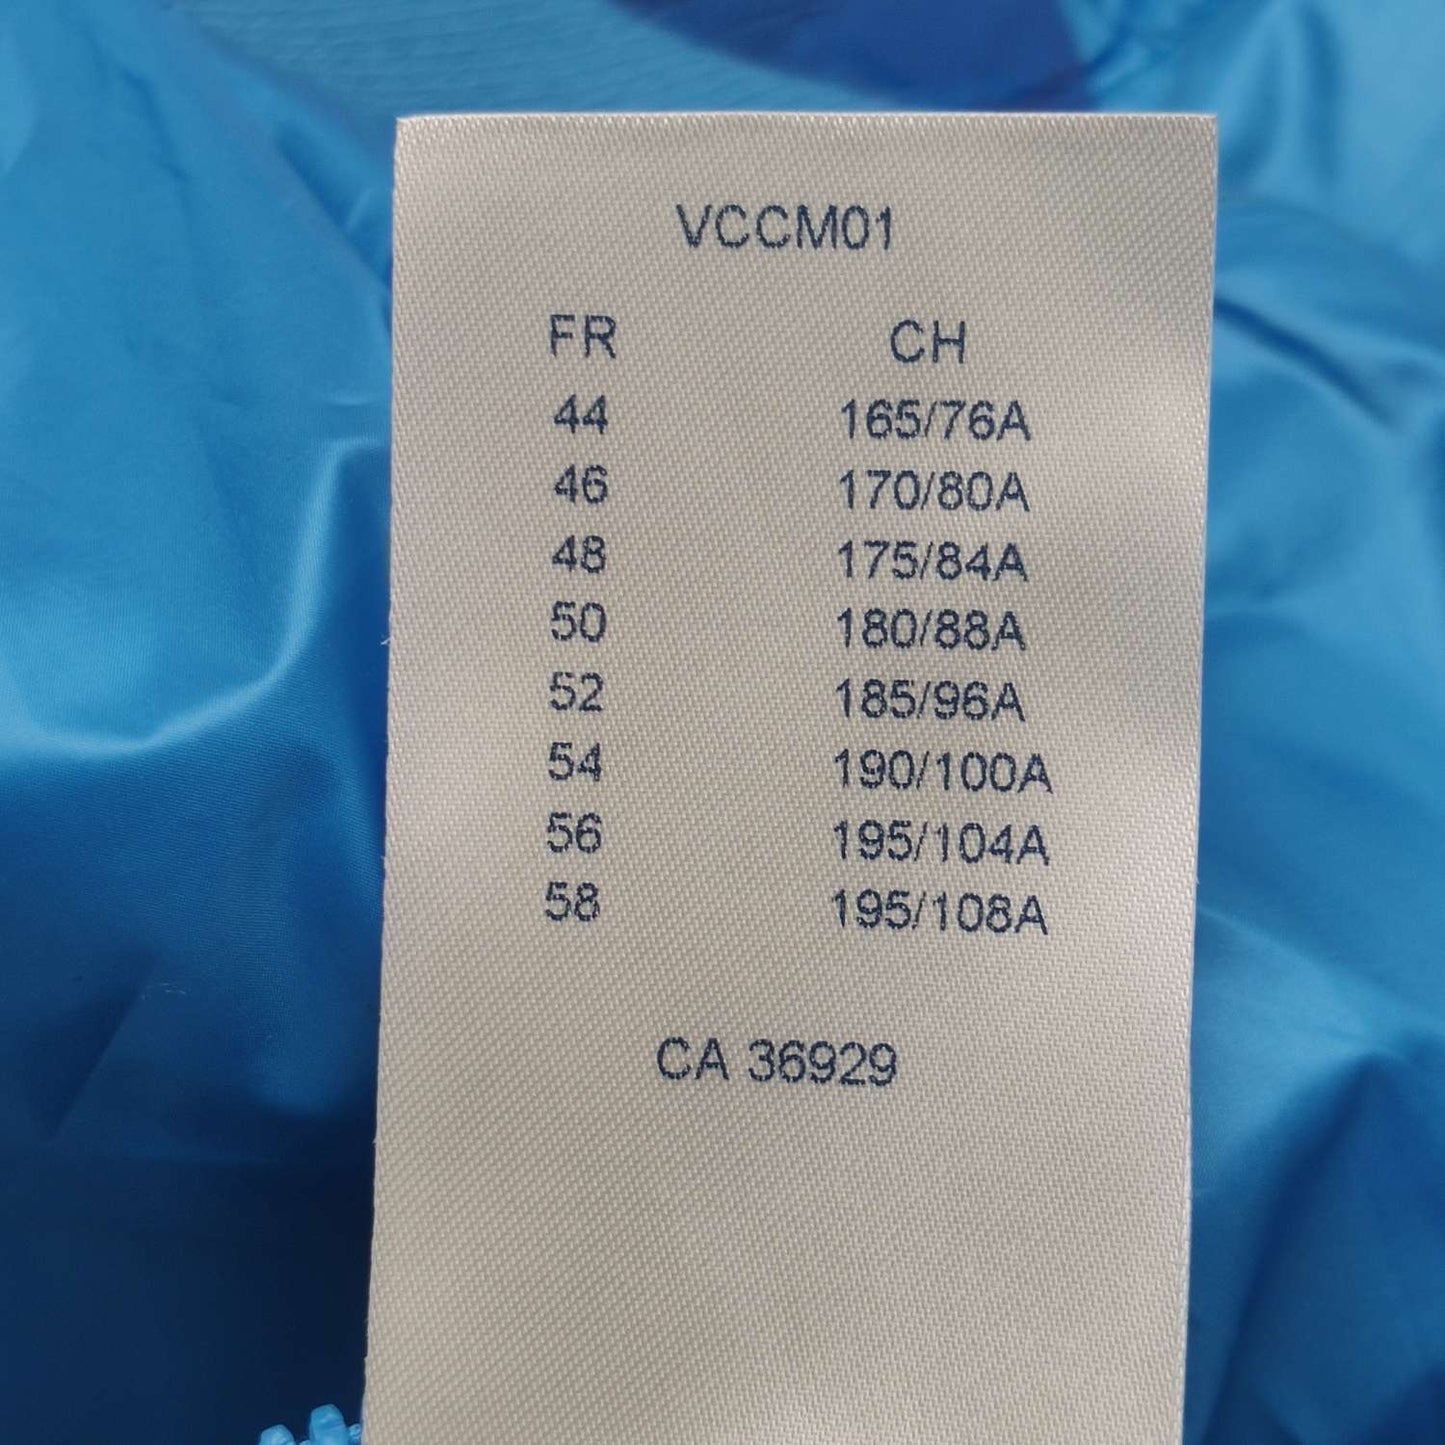 VCCM01
FR CH
44 165/76A
46 170/80A
48 175/84A
50 180/88A
52 185/96A
54 190/100A
56 195/104A
58 195/108A
CA 36929